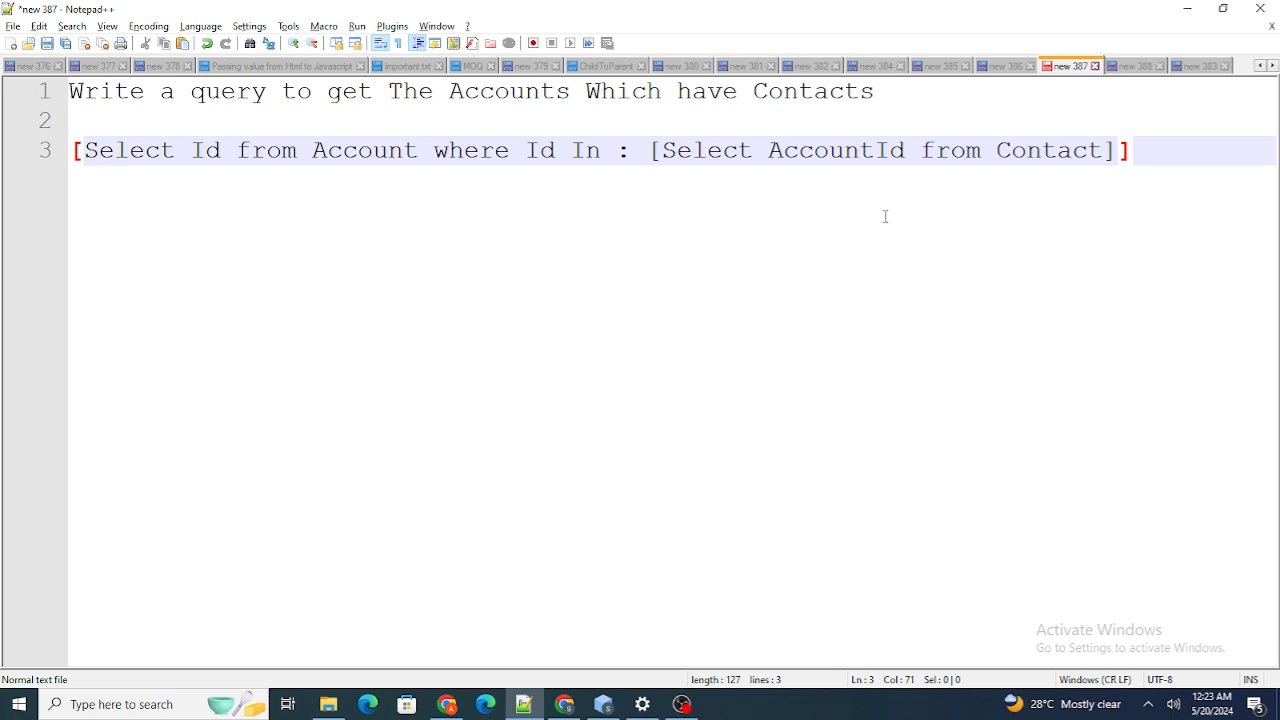 *new 387 - Notepad++
File Edit Search View Encoding Language Settings Tools Macro Run Plugins Window ?
new 376 new 377 new 378 Passing value from Html to Javascript important.txt MOG new 379 ChildToParent new 380 new 381 new 382 new 384 new 385 new 386 new 387 new 388 new 383
1 Write a query to get The Accounts Which have Contacts
2
3 [Select Id from Account where Id In : [Select AccountId from Contact]]
Activate Windows
Go to Settings to activate Windows.
Normal text file length: 127 lines: 3 Ln: 3 Col: 71 Sel: 0 | 0 Windows (CR LF) UTF-8 INS
Type here to search 28°C Mostly clear 12:23 AM
5/20/2024